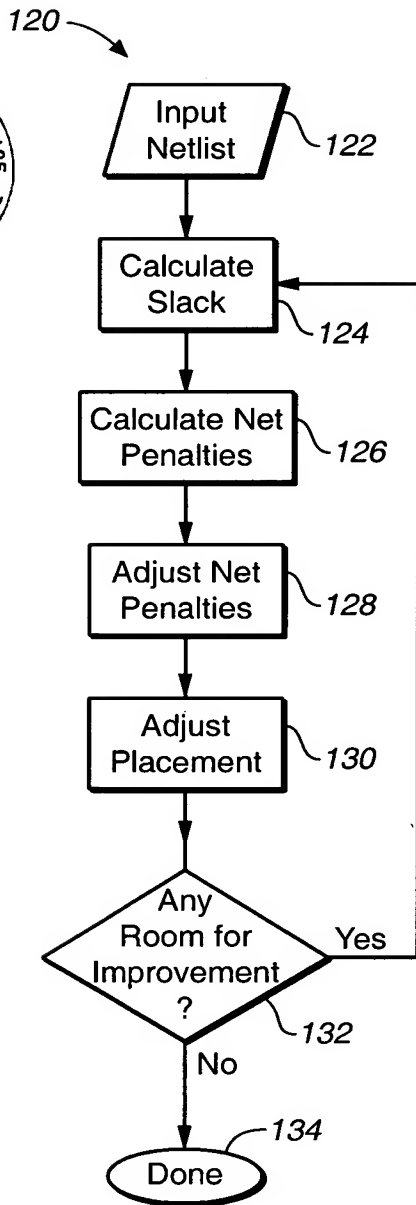 120
Input
Netlist
122
Calculate
Slack
124
Calculate Net
Penalties
126
Adjust Net
Penalties
128
Adjust
Placement
130
Any
Room for
Improvement
?
Yes
132
No
134
Done